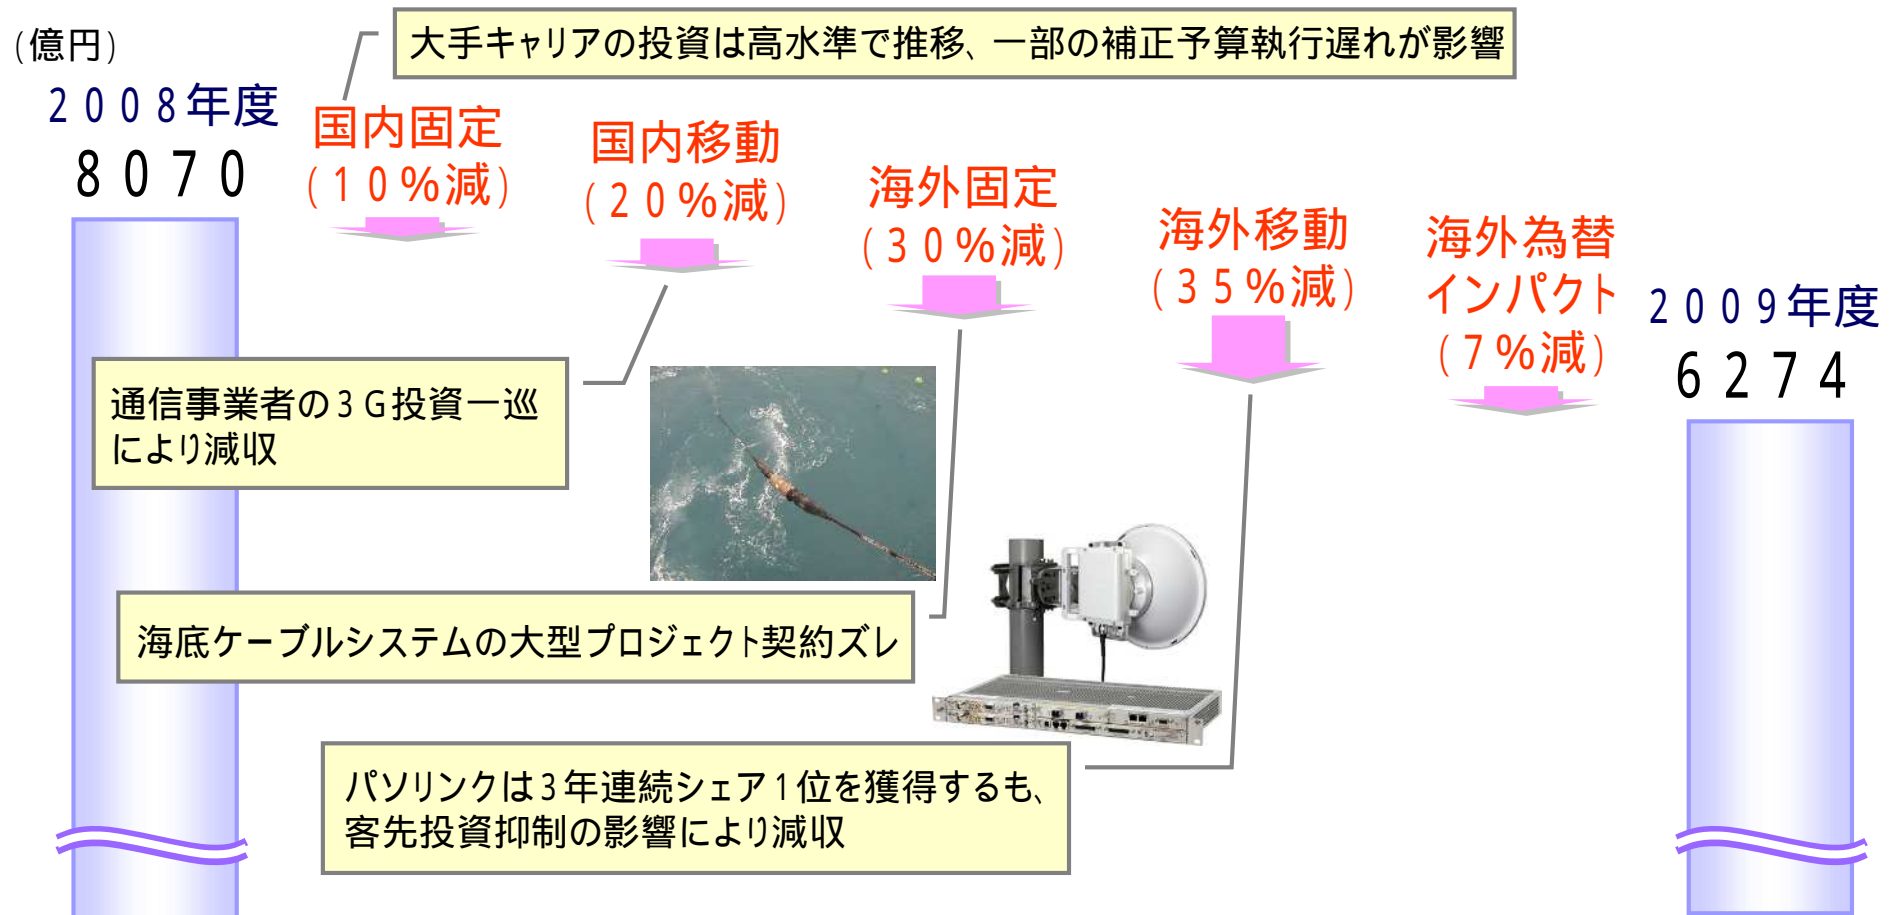 (億円)
大手キャリアの投資は高水準で推移、一部の補正予算執行遅れが影響
２００８年度
８０７０
国内固定
(１０％減)
国内移動
(２０％減)
海外固定
(３０％減)
海外移動
(３５％減)
海外為替
インパクト
(７％減)
２００９年度
６２７４
通信事業者の３Ｇ投資一巡
により減収
海底ケーブルシステムの大型プロジェクト契約ズレ
パソリンクは３年連続シェア１位を獲得するも、
客先投資抑制の影響により減収